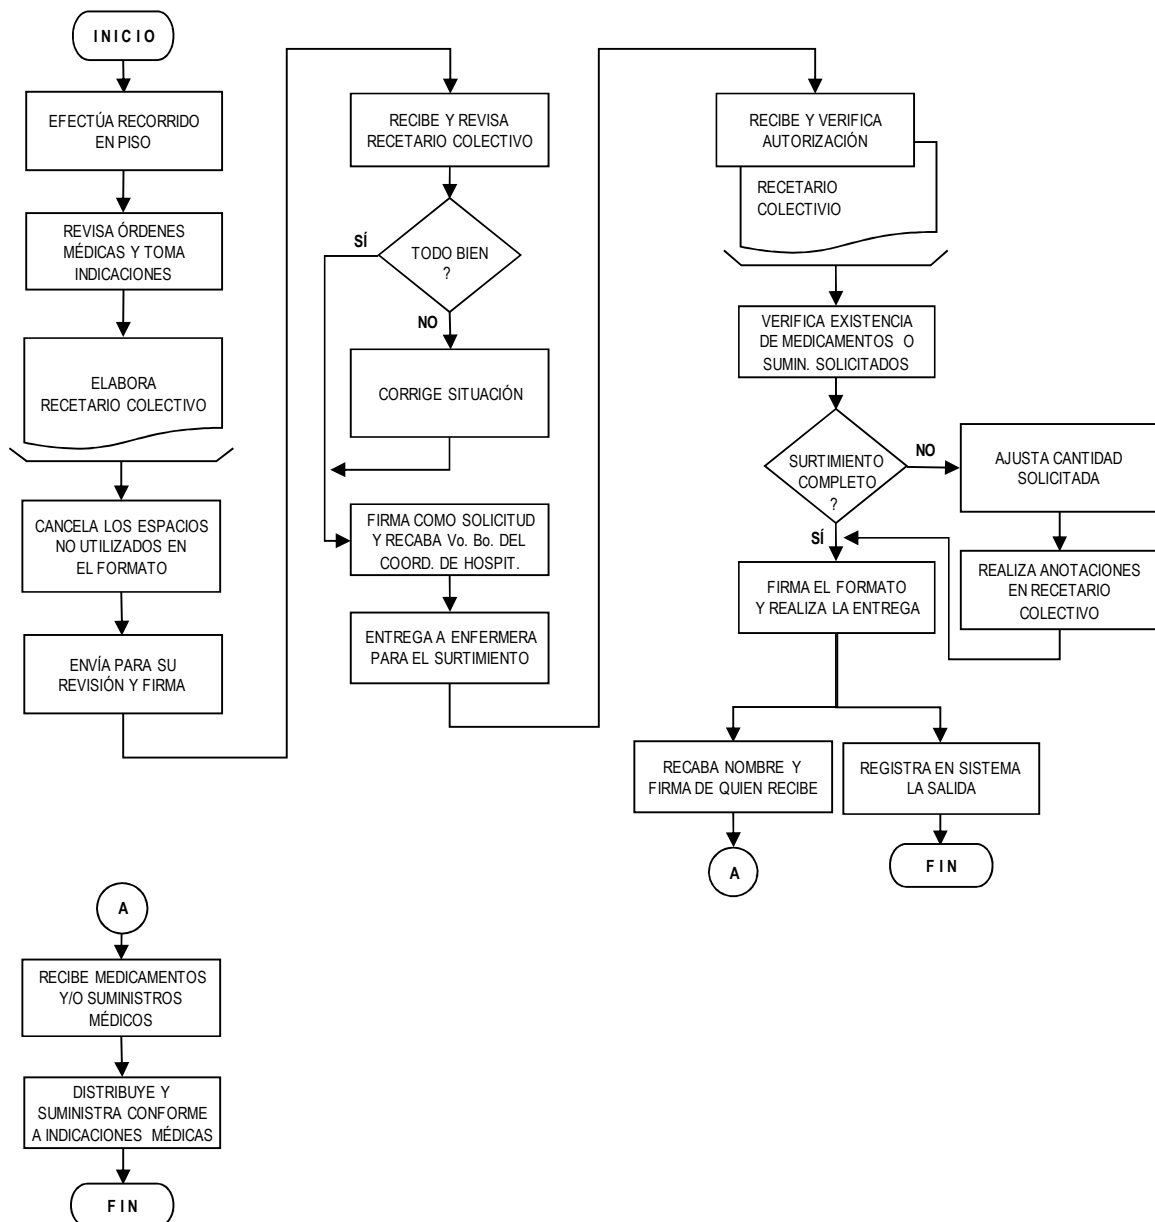 INICIO
EFECTÚA RECORRIDO
EN PISO
REVISA ÓRDENES
MÉDICAS Y TOMA
INDICACIONES
ELABORA
RECETARIO COLECTIVO
CANCELA LOS ESPACIOS
NO UTILIZADOS EN
EL FORMATO
ENVÍA PARA SU
REVISIÓN Y FIRMA
RECIBE Y REVISA
RECETARIO COLECTIVO
SÍ
TODO BIEN
?
NO
CORRIGE SITUACIÓN
FIRMA COMO SOLICITUD
Y RECABA Vo. Bo. DEL
COORD. DE HOSPIT.
ENTREGA A ENFERMERA
PARA EL SURTIMIENTO
RECIBE Y VERIFICA
AUTORIZACIÓN
RECETARIO
COLECTIVIO
VERIFICA EXISTENCIA
DE MEDICAMENTOS O
SUMIN. SOLICITADOS
SURTIMIENTO
COMPLETO
?
NO
AJUSTA CANTIDAD
SOLICITADA
REALIZA ANOTACIONES
EN RECETARIO
COLECTIVO
SÍ
FIRMA EL FORMATO
Y REALIZA LA ENTREGA
RECABA NOMBRE Y
FIRMA DE QUIEN RECIBE
A
REGISTRA EN SISTEMA
LA SALIDA
FIN
A
RECIBE MEDICAMENTOS
Y/O SUMINISTROS
MÉDICOS
DISTRIBUYE Y
SUMINISTRA CONFORME
A INDICACIONES MÉDICAS
FIN